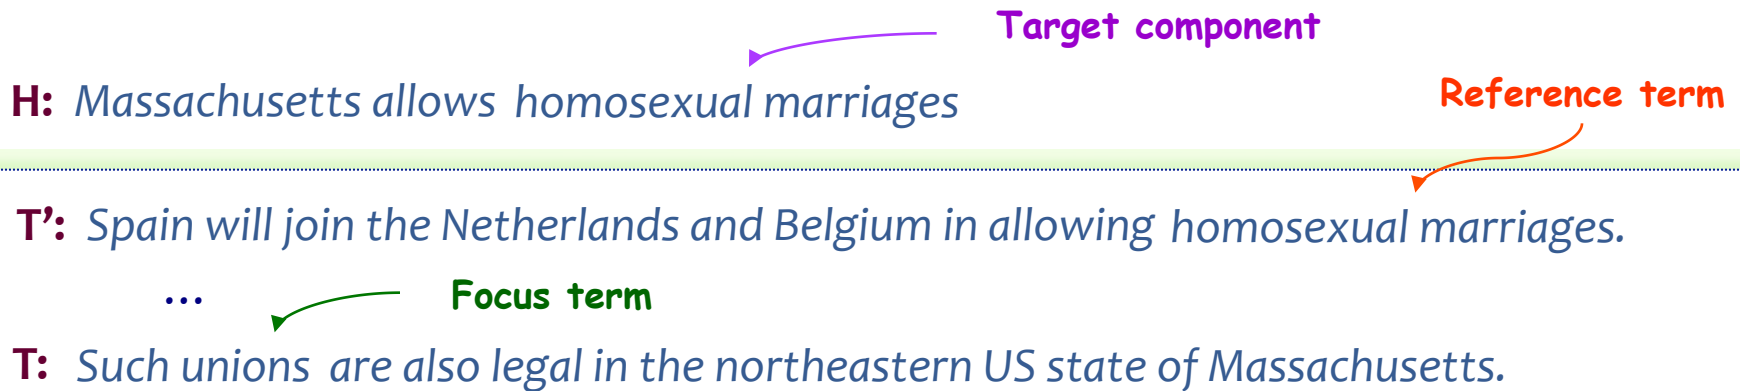 Target component
H: Massachusetts allows homosexual marriages
Reference term
T’: Spain will join the Netherlands and Belgium in allowing homosexual marriages.
... Focus term
T: Such unions are also legal in the northeastern US state of Massachusetts.